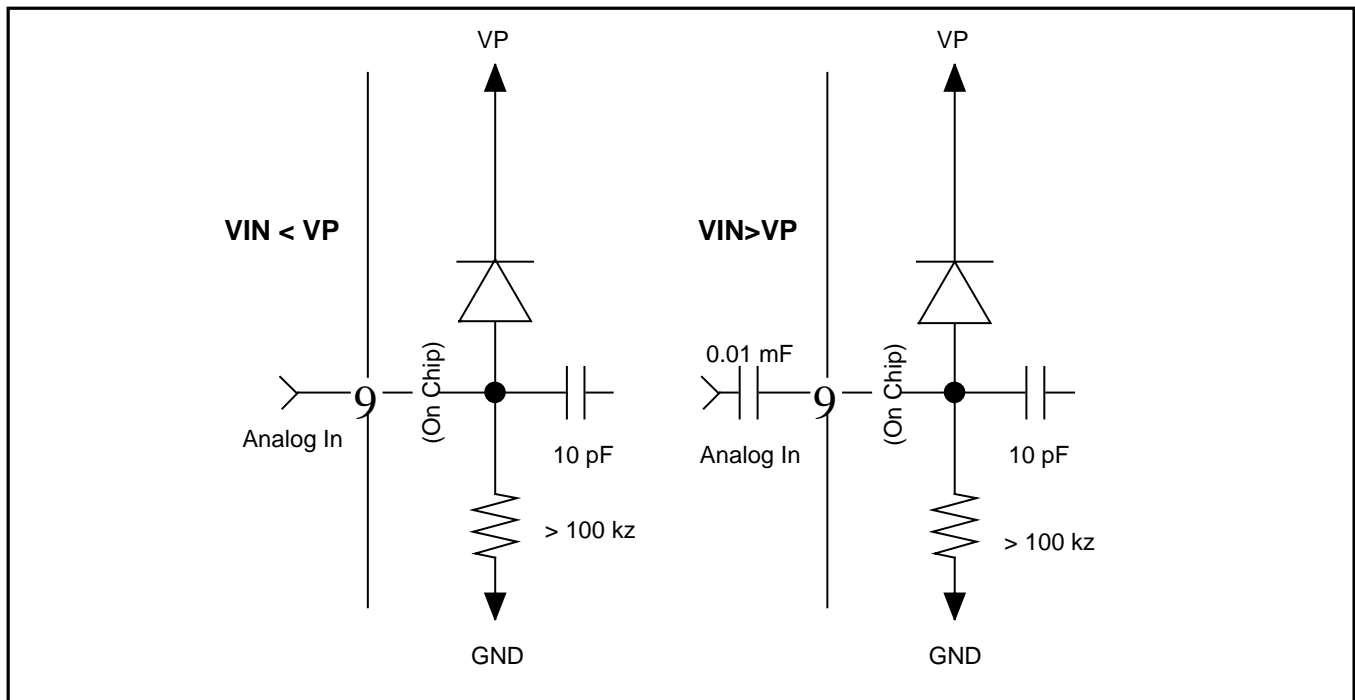 VP
VIN < VP
9
(On Chip)
Analog In
10 pF
> 100 kz
GND
VP
VIN>VP
0.01 mF
9
(On Chip)
Analog In
10 pF
> 100 kz
GND